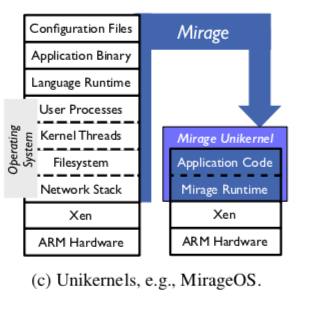 Configuration Files
Application Binary
Language Runtime
User Processes
Kernel Threads
Filesystem
Network Stack
Xen
ARM Hardware
Operating
System
Mirage
Mirage Unikernel
Application Code
Mirage Runtime
Xen
ARM Hardware
(c) Unikernels, e.g., MirageOS.